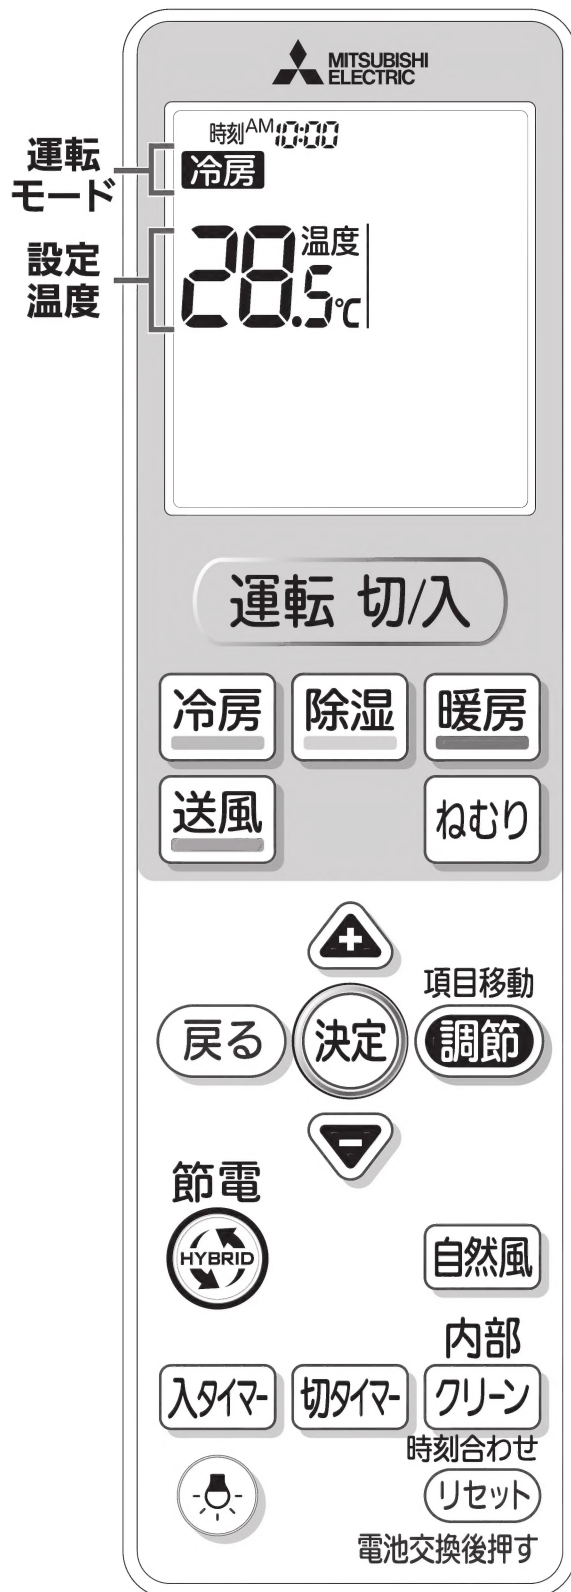 MITSUBISHI
ELECTRIC
時刻AM10:00
運転
モード
冷房
設定
温度
28.5℃
温度
運転 切/入
冷房 除湿 暖房
送風 ねむり
+
項目移動
戻る 決定 調節
-
節電
HYBRID
自然風
内部
入タイマー 切タイマー クリーン
時刻合わせ
リセット
電池交換後押す